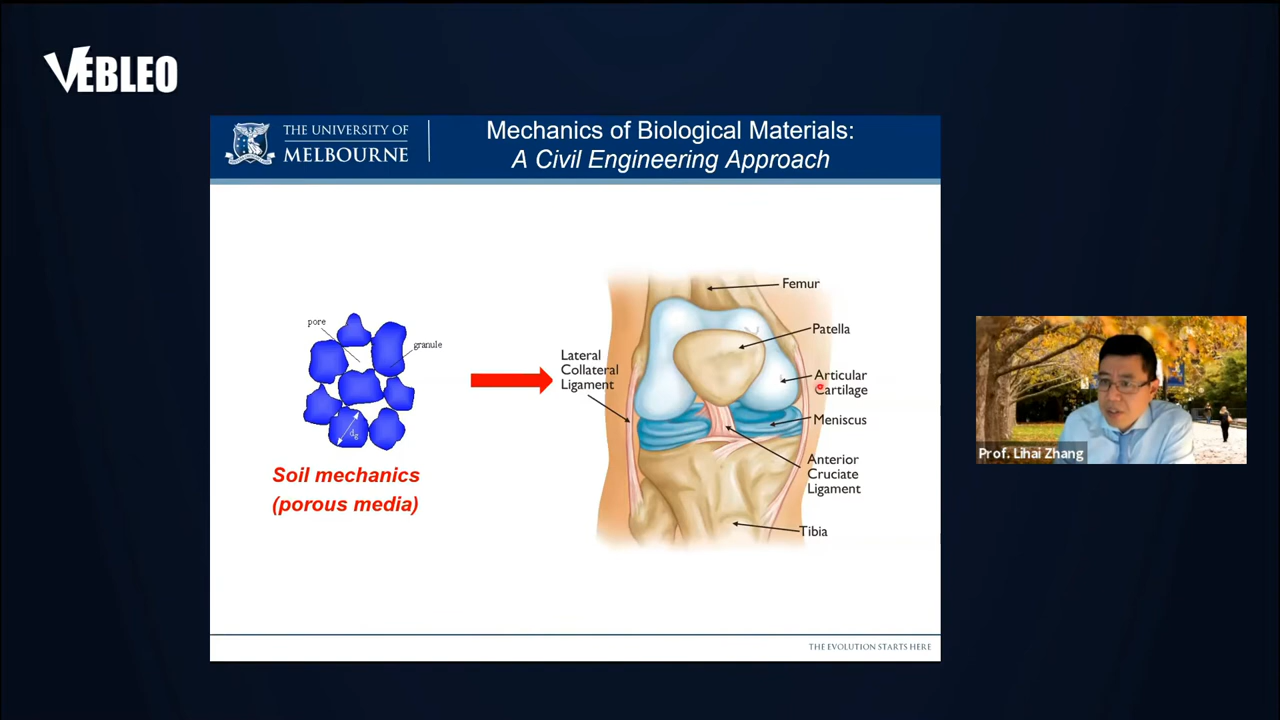 VEBLEO
THE UNIVERSITY OF
MELBOURNE
Mechanics of Biological Materials:
A Civil Engineering Approach
pore
granule
dg
Soil mechanics
(porous media)
Femur
Patella
Lateral
Collateral
Ligament
Articular
Cartilage
Meniscus
Anterior
Cruciate
Ligament
Tibia
THE EVOLUTION STARTS HERE
Prof. Lihai Zhang